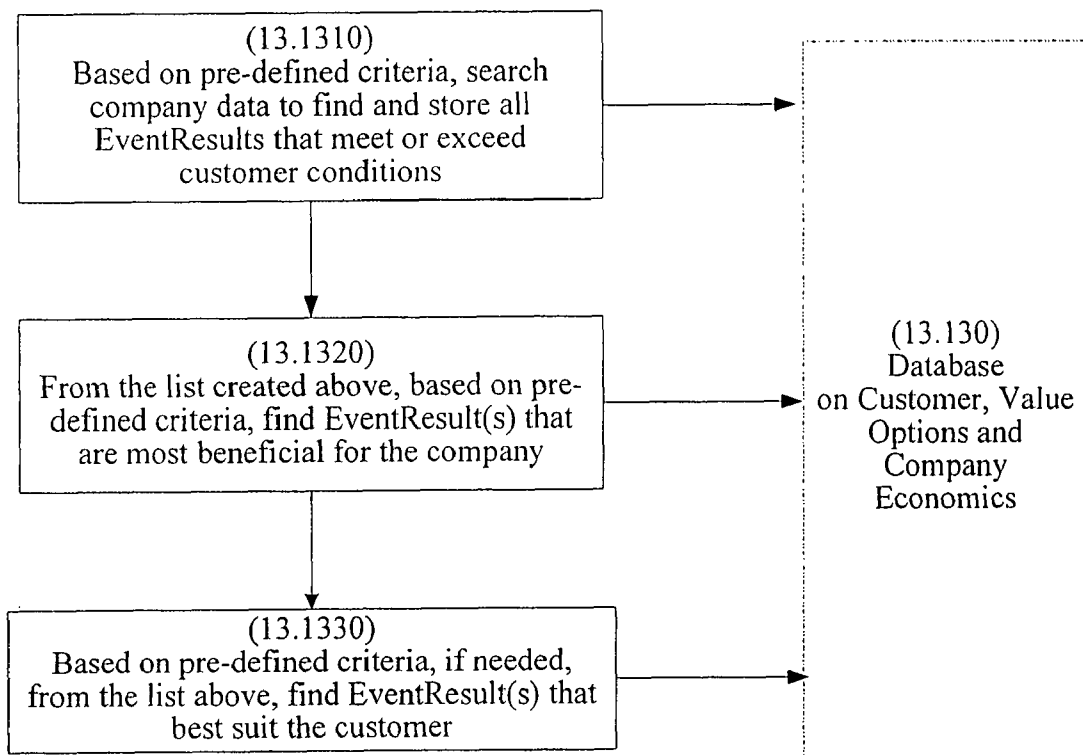 (13.1310)
Based on pre-defined criteria, search
company data to find and store all
EventResults that meet or exceed
customer conditions
(13.1320)
From the list created above, based on pre-
defined criteria, find EventResult(s) that
are most beneficial for the company
(13.1330)
Based on pre-defined criteria, if needed,
from the list above, find EventResult(s) that
best suit the customer
(13.130)
Database
on Customer, Value
Options and
Company
Economics